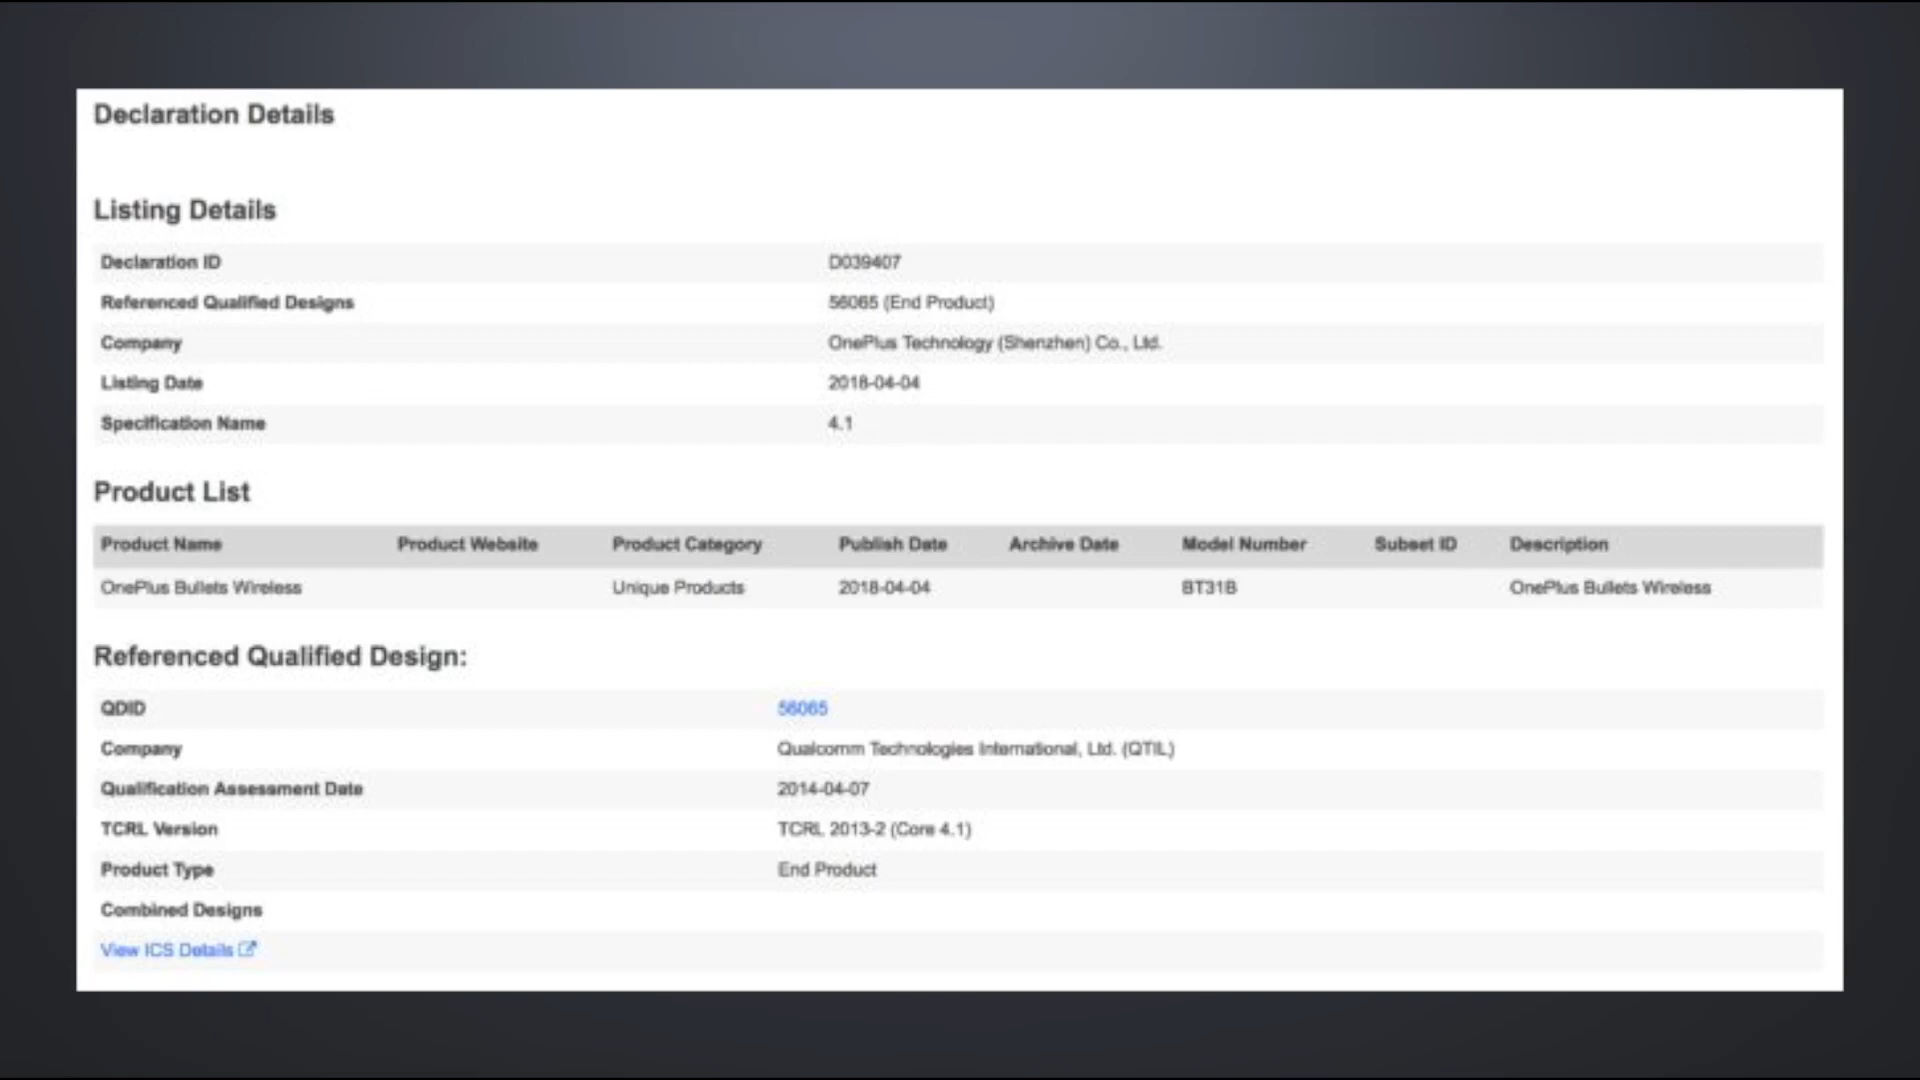 Declaration Details
Listing Details
Declaration ID D039407
Referenced Qualified Designs 56065 (End Product)
Company OnePlus Technology (Shenzhen) Co., Ltd.
Listing Date 2018-04-04
Specification Name 4.1
Product List
Product Name Product Website Product Category Publish Date Archive Date Model Number Subset ID Description
OnePlus Bullets Wireless Unique Products 2018-04-04 BT31B OnePlus Bullets Wireless
Referenced Qualified Design:
QDID 56065
Company Qualcomm Technologies International, Ltd. (QTIL)
Qualification Assessment Date 2014-04-07
TCRL Version TCRL 2013-2 (Core 4.1)
Product Type End Product
Combined Designs
View ICS Details